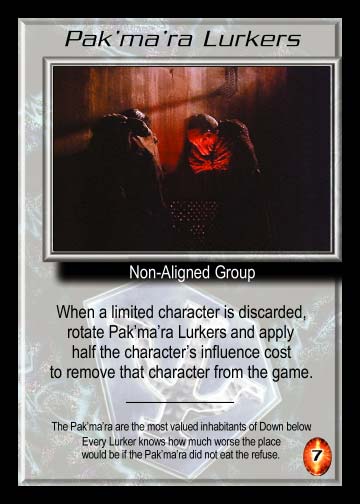 Pak'ma'ra Lurkers
Non-Aligned Group
When a limited character is discarded,
rotate Pak'ma'ra Lurkers and apply
half the character's influence cost
to remove that character from the game.
The Pak'ma'ra are the most valued inhabitants of Down below.
Every Lurker knows how much worse the place
would be if the Pak'ma'ra did not eat the refuse.
7